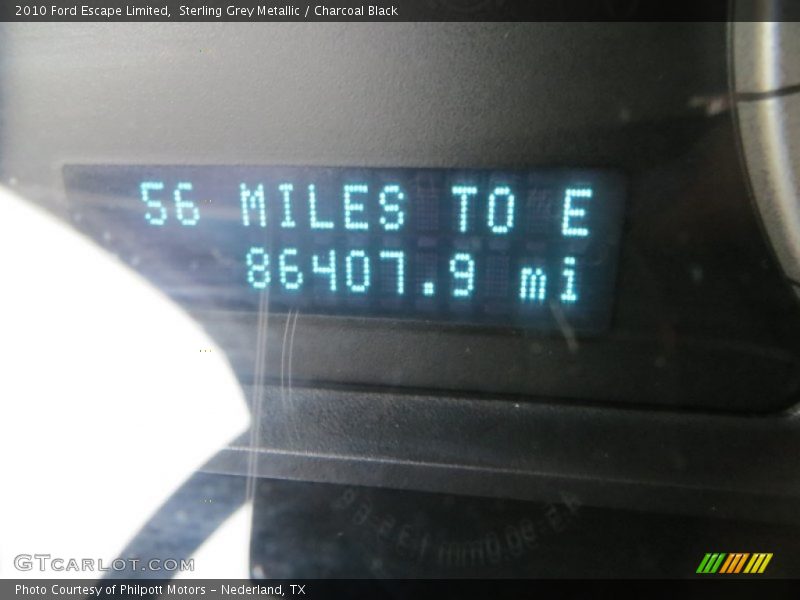 2010 Ford Escape Limited,  Sterling Grey Metallic / Charcoal Black
56 MILES TO E
86407.9 mi
GTCARLOT.COM
Photo Courtesy of Philpott Motors - Nederland, TX